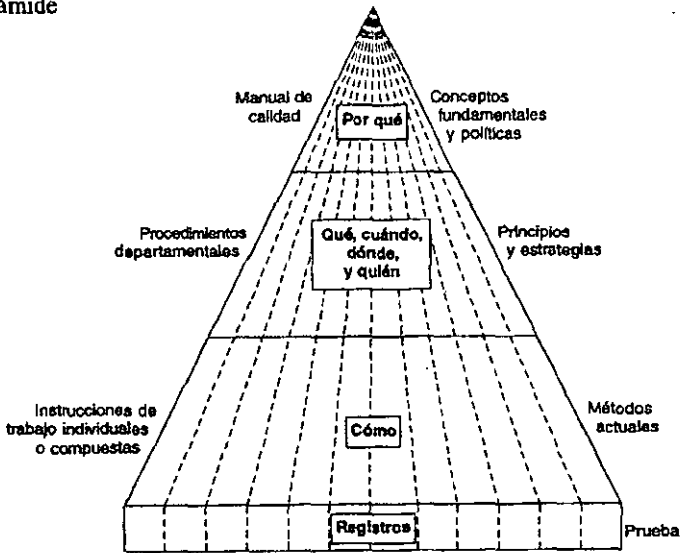 ámide
Manual de
calidad
Por qué
Conceptos
fundamentales
y políticas
Procedimientos
departamentales
Qué, cuándo,
dónde,
y quién
Principios
y estrategias
Instrucciones de
trabajo individuales
o compuestas
Cómo
Métodos
actuales
Registros
Prueba